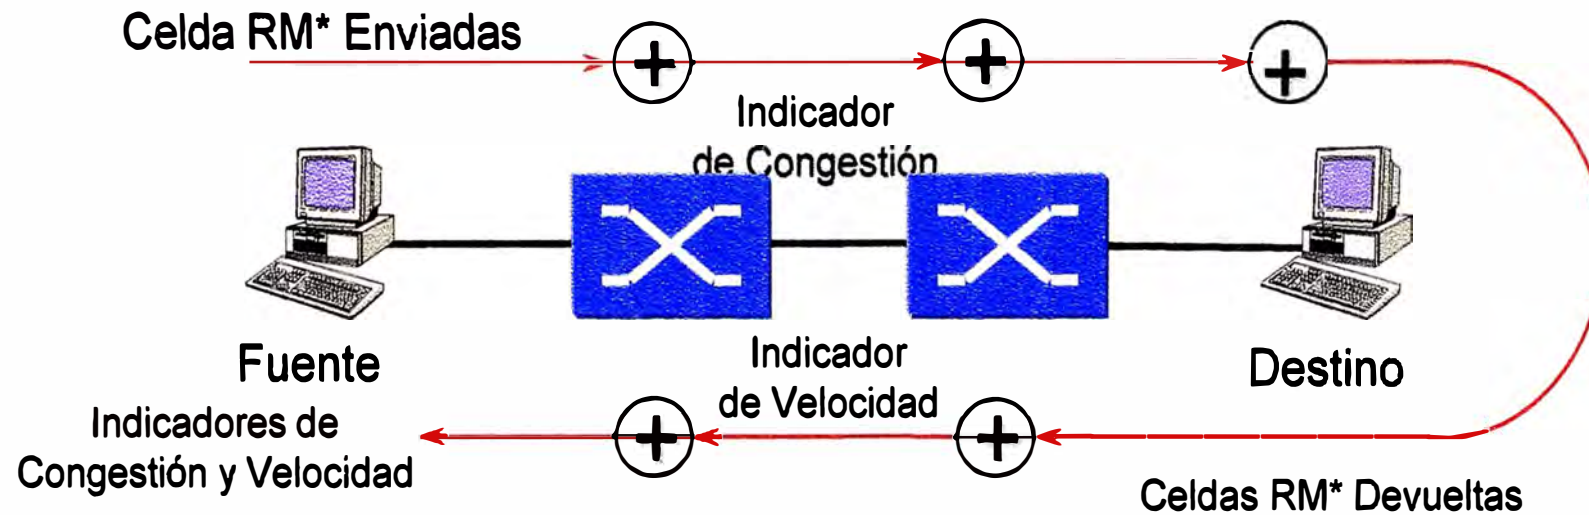 Celda RM* Enviadas
Indicador
de Congestión
Fuente
Indicador
de Velocidad
Destino
Indicadores de
Congestión y Velocidad
Celdas RM* Devueltas